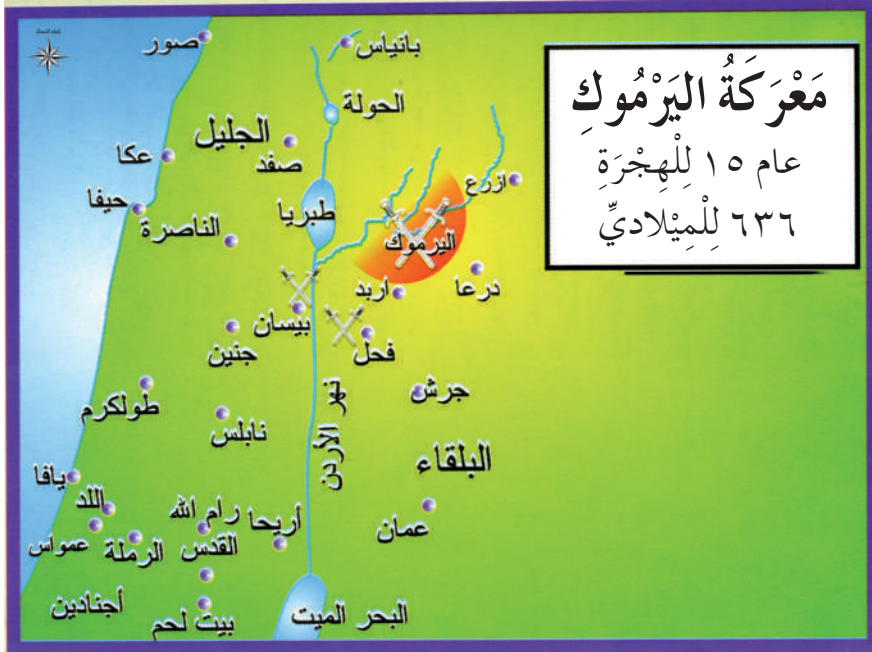 مَعْرَكَةُ اليَرْمُوكِ
عام ١٥ لِلْهِجْرَةِ
٦٣٦ لِلْمِيْلاديِّ
صور
باتياس
الحولة
الجليل
صفد
عكا
حيفا
الناصرة
طبريا
ازرع
اليرموك
درعا
اربد
بيسان
فحل
جنين
جرش
طولكرم
نابلس
نهر الأردن
البلقاء
يافا
اللد
رام الله
أريحا
عمان
عمواس
الرملة
القدس
أجنادين
بيت لحم
البحر الميت